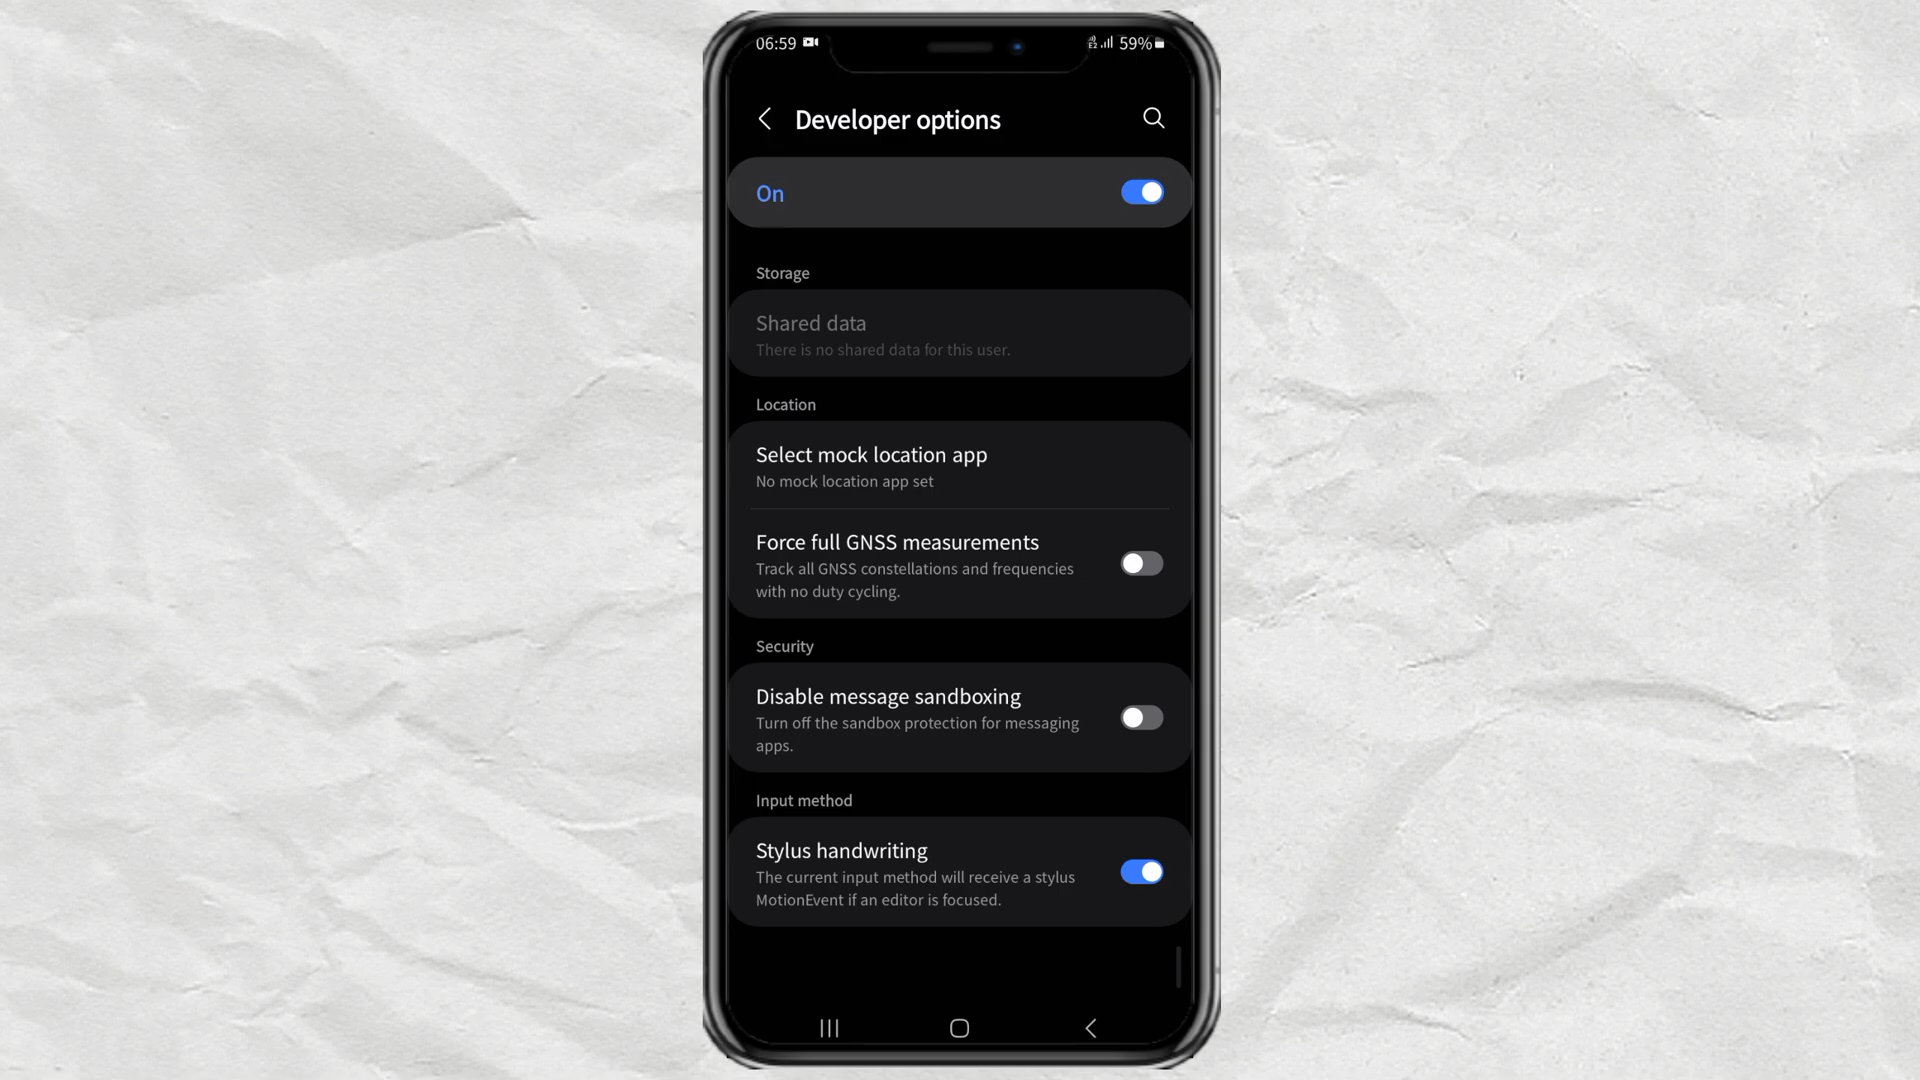 06:59
59%
Developer options
On
Storage
Shared data
There is no shared data for this user.
Location
Select mock location app
No mock location app set
Force full GNSS measurements
Track all GNSS constellations and frequencies
with no duty cycling.
Security
Disable message sandboxing
Turn off the sandbox protection for messaging
apps.
Input method
Stylus handwriting
The current input method will receive a stylus
MotionEvent if an editor is focused.